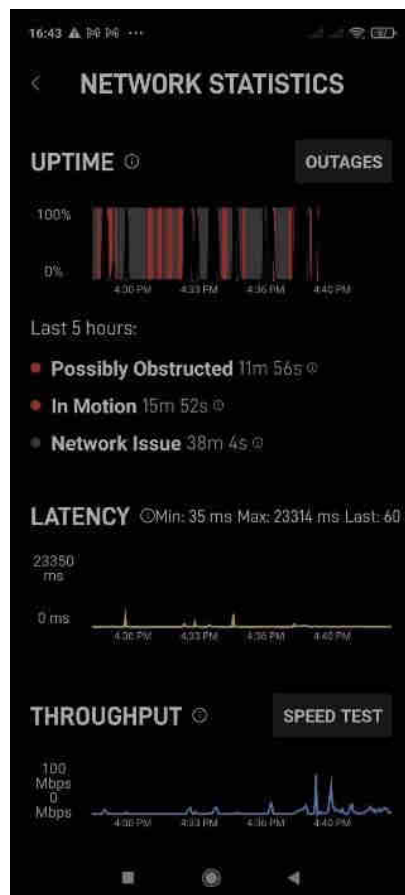 16:43
NETWORK STATISTICS
UPTIME
OUTAGES
100%
0%
4:30 PM 4:33 PM 4:36 PM 4:40 PM
Last 5 hours:
Possibly Obstructed 11m 56s
In Motion 15m 52s
Network Issue 38m 4s
LATENCY Min: 35 ms Max: 23314 ms Last: 60
23350
ms
0 ms
4:30 PM 4:33 PM 4:36 PM 4:40 PM
THROUGHPUT
SPEED TEST
100
Mbps
0
Mbps
4:30 PM 4:33 PM 4:36 PM 4:40 PM